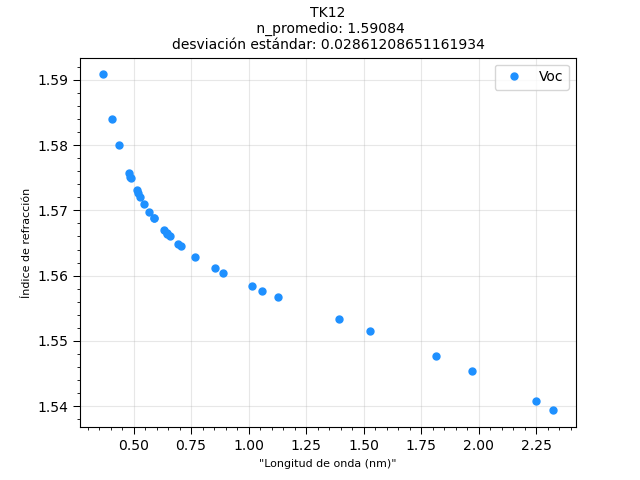 TK12
n_promedio: 1.59084
desviación estándar: 0.02861208651161934
Voc
1.59
1.58
1.57
1.56
1.55
1.54
Índice de refracción
0.50 0.75 1.00 1.25 1.50 1.75 2.00 2.25
"Longitud de onda (nm)"